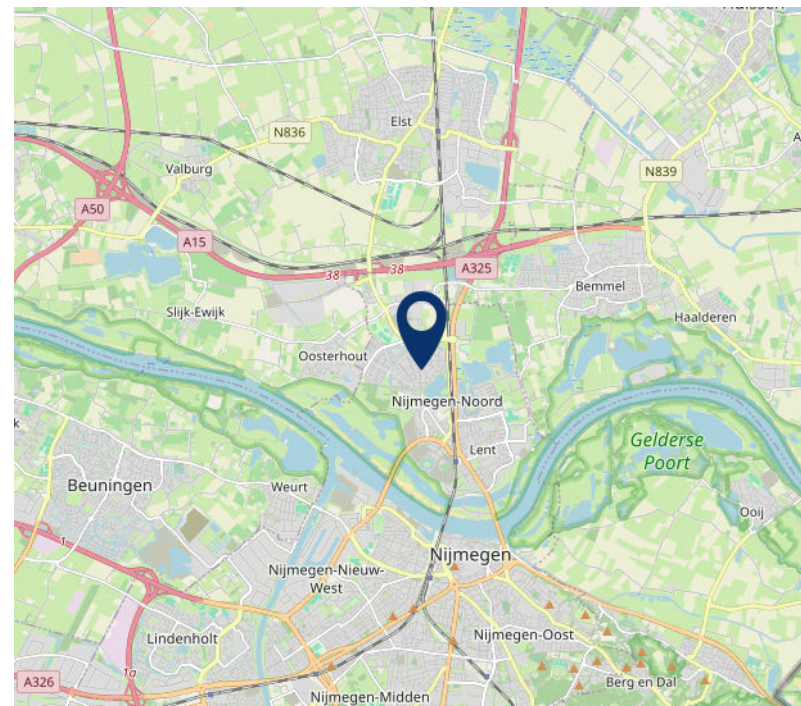 Elst
N836
Valburg
N839
A50
A15
38
38
A325
Bemmel
Slijk-Ewijk
Haalderen
Oosterhout
Nijmegen-Noord
Lent
Gelderse
Poort
Beuningen
Weurt
Ooij
1
Nijmegen
Nijmegen-Nieuw-
West
Lindenholt
Nijmegen-Oost
1a
A326
Berg en Dal
Nijmegen-Midden